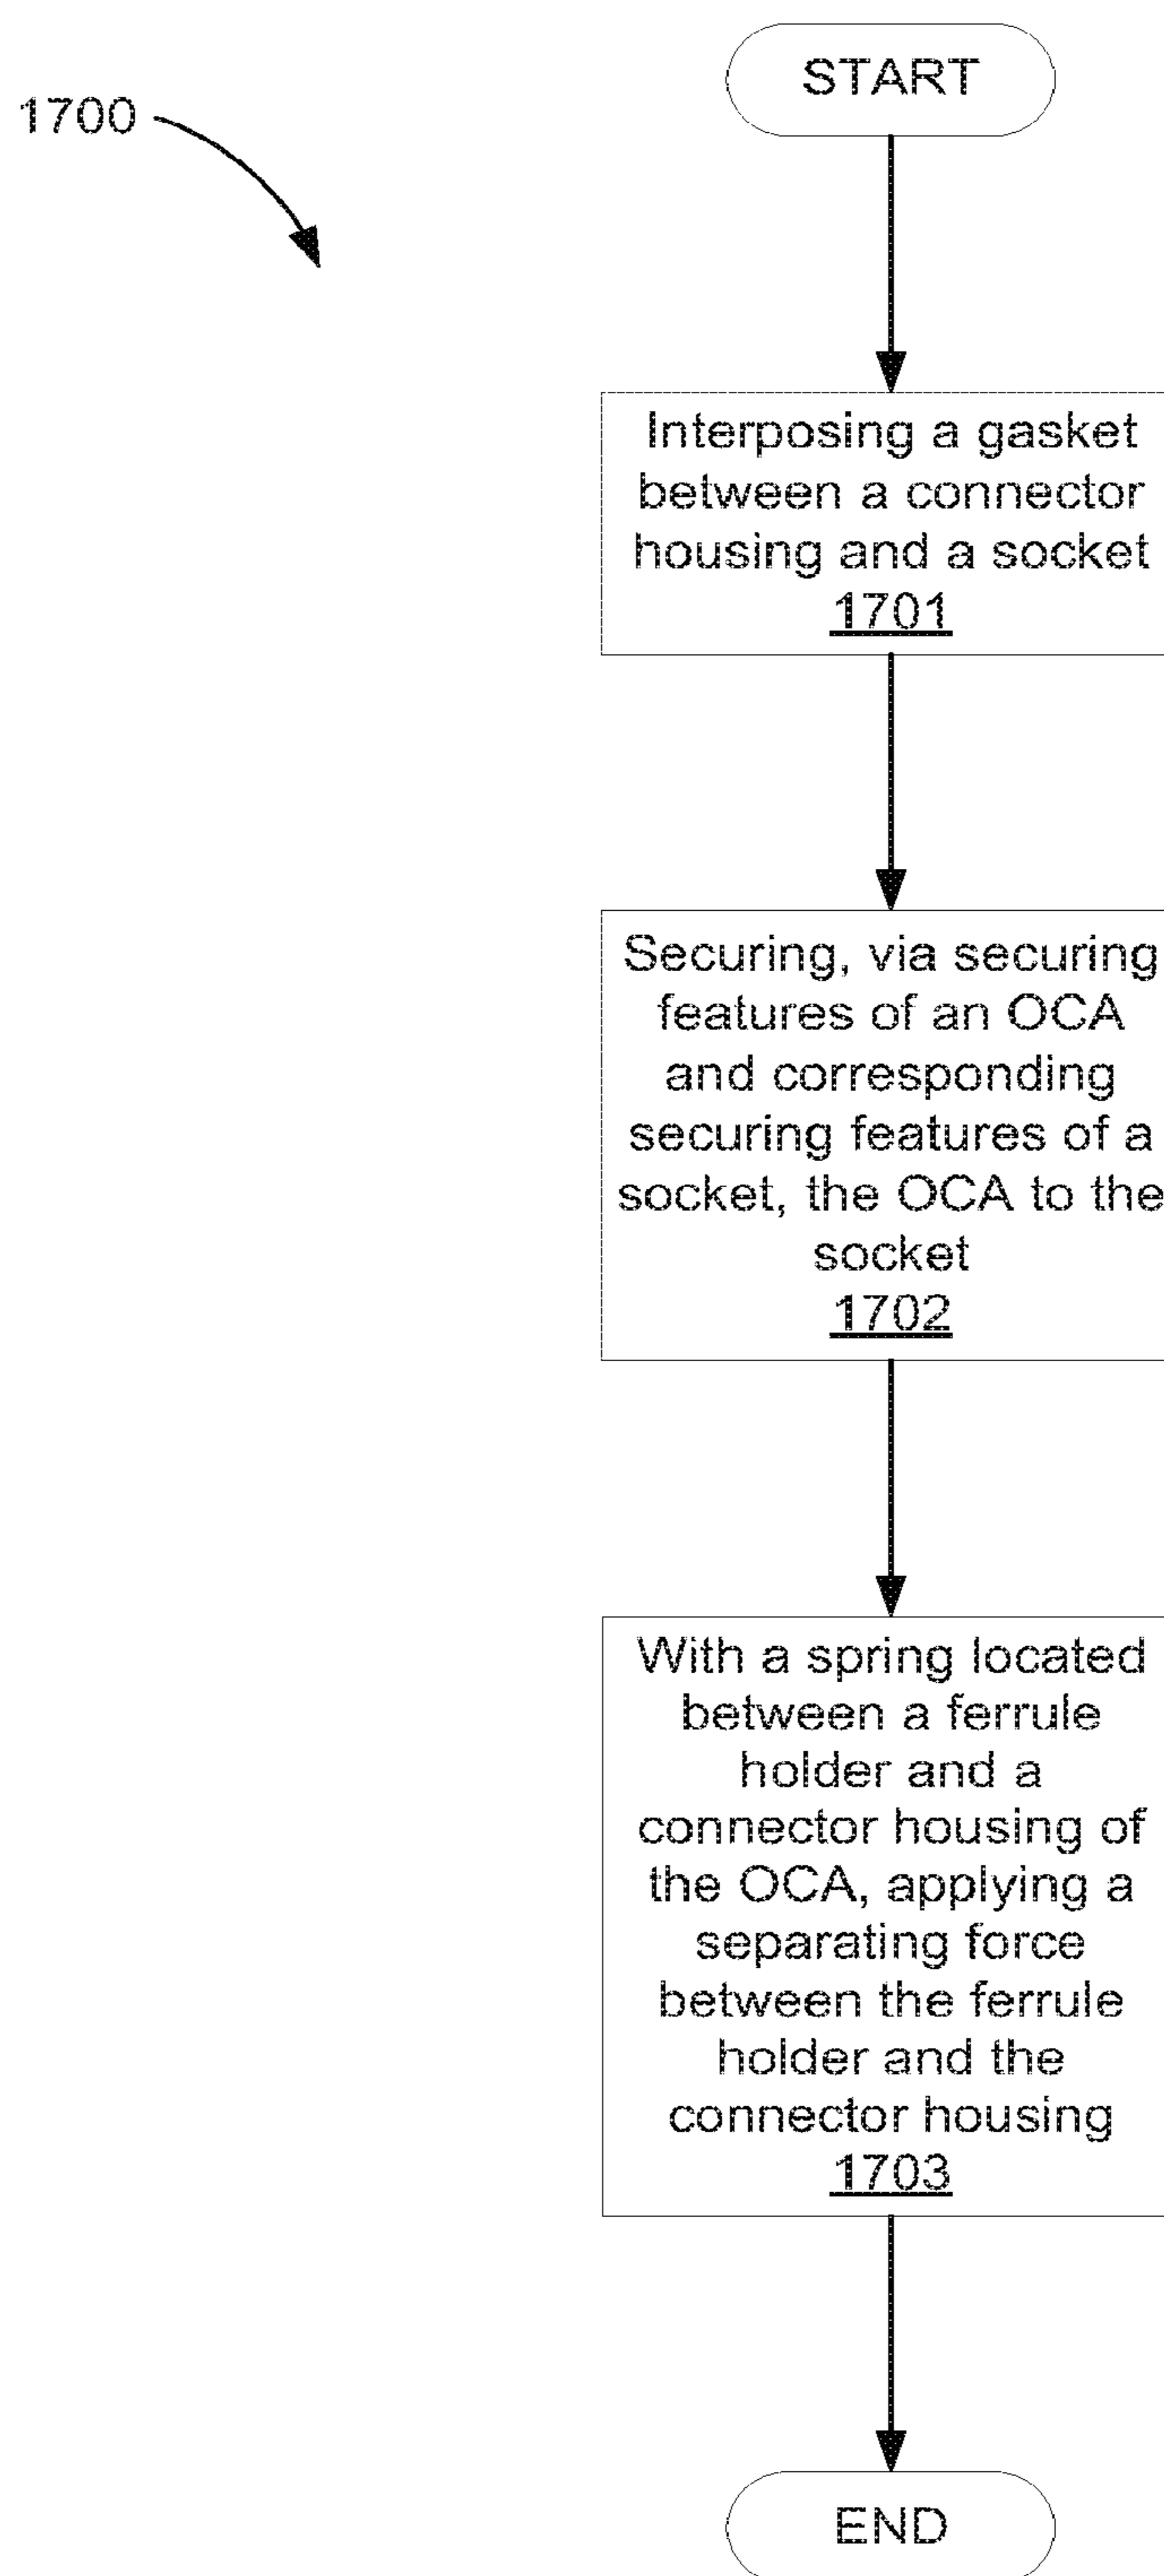 1700
START
Interposing a gasket
between a connector
housing and a socket
1701
Securing, via securing
features of an OCA
and corresponding
securing features of a
socket, the OCA to the
socket
1702
With a spring located
between a ferrule
holder and a
connector housing of
the OCA, applying a
separating force
between the ferrule
holder and the
connector housing
1703
END